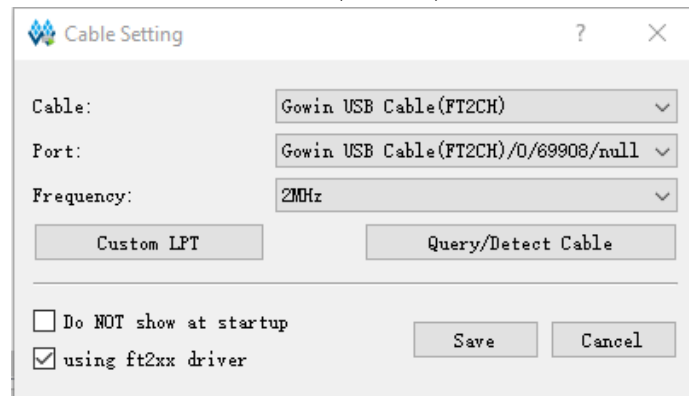 Cable Setting
?
Cable:
Gowin USB Cable(FT2CH)
Port:
Gowin USB Cable(FT2CH)/0/69908/null
Frequency:
2MHz
Custom LPT
Query/Detect Cable
Do NOT show at startup
using ft2xx driver
Save
Cancel